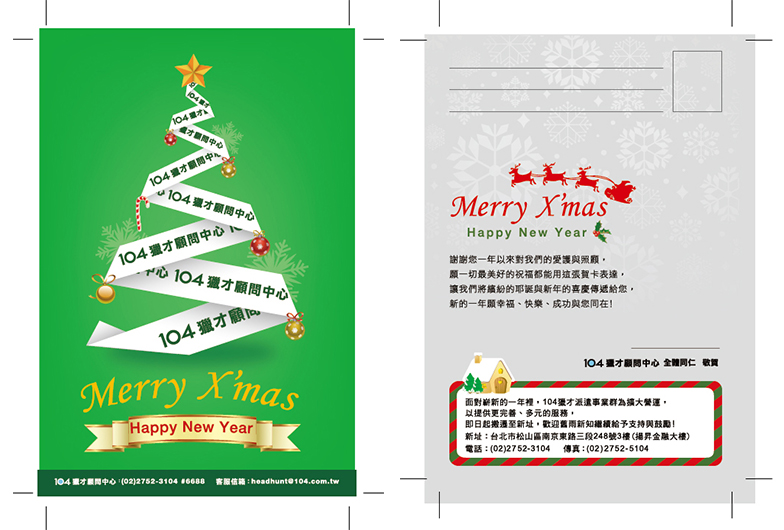 104獵才
104獵才
獵才顧問中心
104獵才顧問中心
104獵才顧問中心
104獵才顧問中心 10
中心 104獵才顧問中心
104獵才顧問
Merry X'mas
Happy New Year
104獵才顧問中心:(02)2752-3104 #6688 客服信箱:headhunt@104.com.tw
Merry X'mas
Happy New Year
謝謝您一年以來對我們的愛護與照顧,
願一切最美好的祝福都能用這張賀卡表達,
讓我們將繽紛的耶誕與新年的喜慶傳遞給您,
新的一年願幸福、快樂、成功與您同在!
104獵才顧問中心 全體同仁 敬賀
面對嶄新的一年裡,104獵才派遣事業群為擴大營運,
以提供更完善、多元的服務,
即日起搬遷至新址,歡迎舊雨新知繼續給予支持與鼓勵!
新址:台北市松山區南京東路三段248號3樓(揚昇金融大樓)
電話:(02)2752-3104 傳真:(02)2752-5104